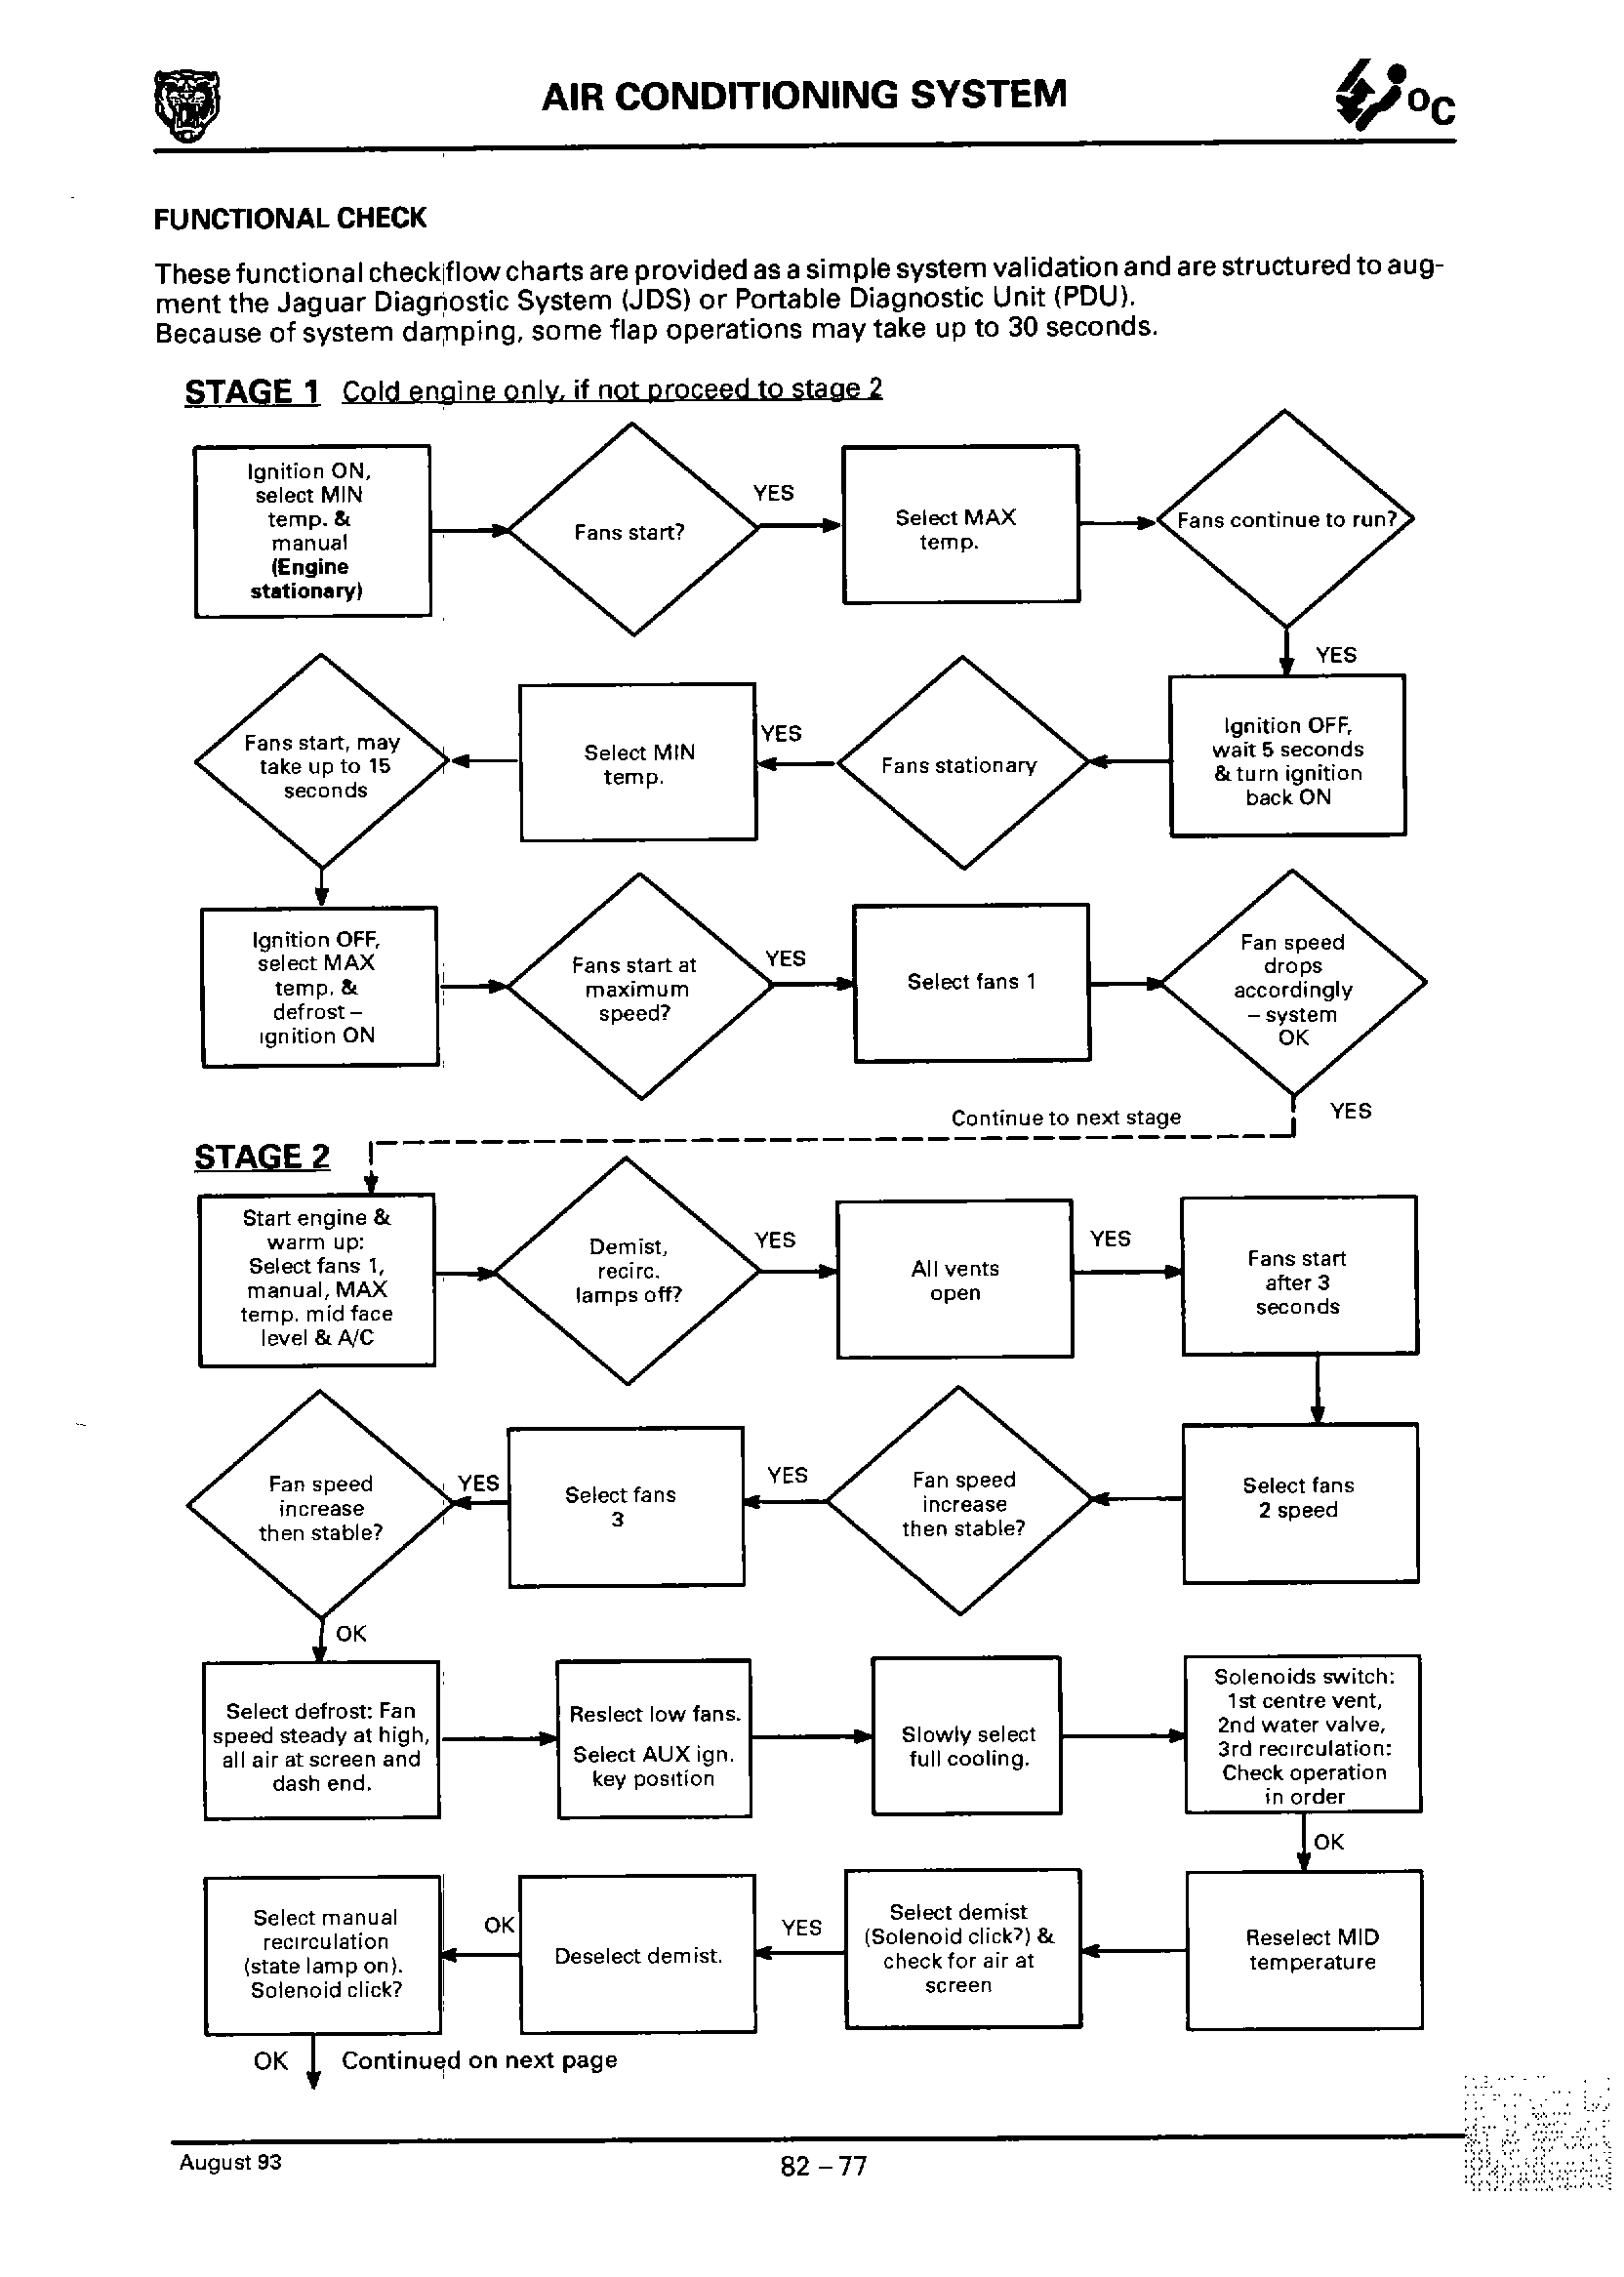 AIR CONDITIONING SYSTEM
oC
FUNCTIONAL CHECK
These functional check flow charts are provided as a simple system validation and are structured to aug-
ment the Jaguar Diagnostic System (JDS) or Portable Diagnostic Unit (PDU).
Because of system damping, some flap operations may take up to 30 seconds.
STAGE 1 Cold engine only, if not proceed to stage 2
Ignition ON,
select MIN
temp. &
manual
(Engine
stationary)
Fans start?
YES
Select MAX
temp.
Fans continue to run?
YES
Ignition OFF,
wait 5 seconds
& turn ignition
back ON
Fans stationary
YES
Select MIN
temp.
Fans start, may
take up to 15
seconds
Ignition OFF,
select MAX
temp. &
defrost –
ignition ON
Fans start at
maximum
speed?
YES
Select fans 1
Fan speed
drops
accordingly
– system
OK
YES
Continue to next stage
STAGE 2
Start engine &
warm up:
Select fans 1,
manual, MAX
temp. mid face
level & A/C
Demist,
recirc.
lamps off?
YES
All vents
open
YES
Fans start
after 3
seconds
Select fans
2 speed
Fan speed
increase
then stable?
YES
Select fans
3
YES
Fan speed
increase
then stable?
OK
Select defrost: Fan
speed steady at high,
all air at screen and
dash end.
Reslect low fans.
Select AUX ign.
key position
Slowly select
full cooling.
Solenoids switch:
1st centre vent,
2nd water valve,
3rd recirculation:
Check operation
in order
OK
Reselect MID
temperature
Select demist
(Solenoid click?) &
check for air at
screen
YES
Deselect demist.
OK
Select manual
recirculation
(state lamp on).
Solenoid click?
OK Continued on next page
August 93
82 – 77